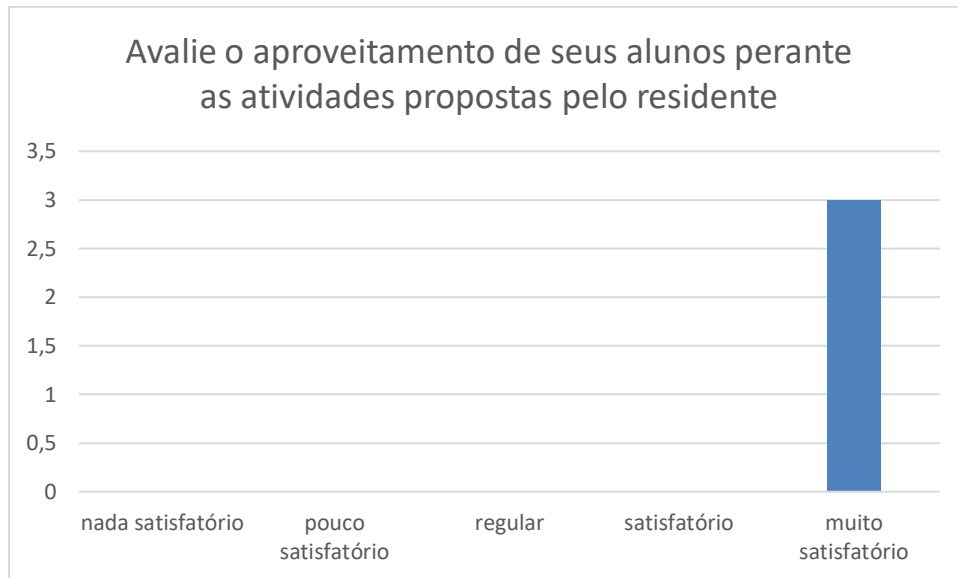 Avalie o aproveitamento de seus alunos perante
as atividades propostas pelo residente
3,5
3
2,5
2
1,5
1
0,5
0
nada satisfatório
pouco
satisfatório
regular
satisfatório
muito
satisfatório